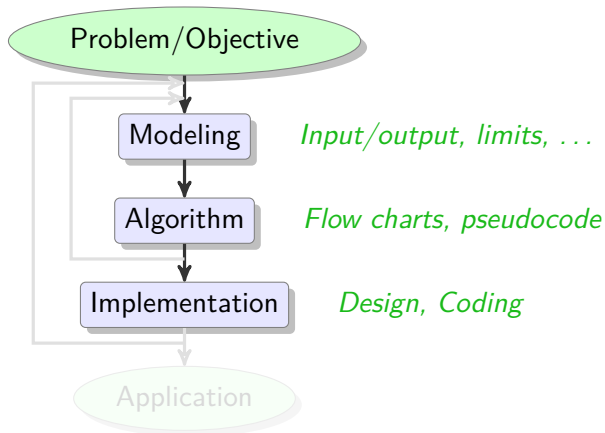 Problem/Objective
Modeling
Input/output, limits, ...
Algorithm
Flow charts, pseudocode
Implementation
Design, Coding
Application